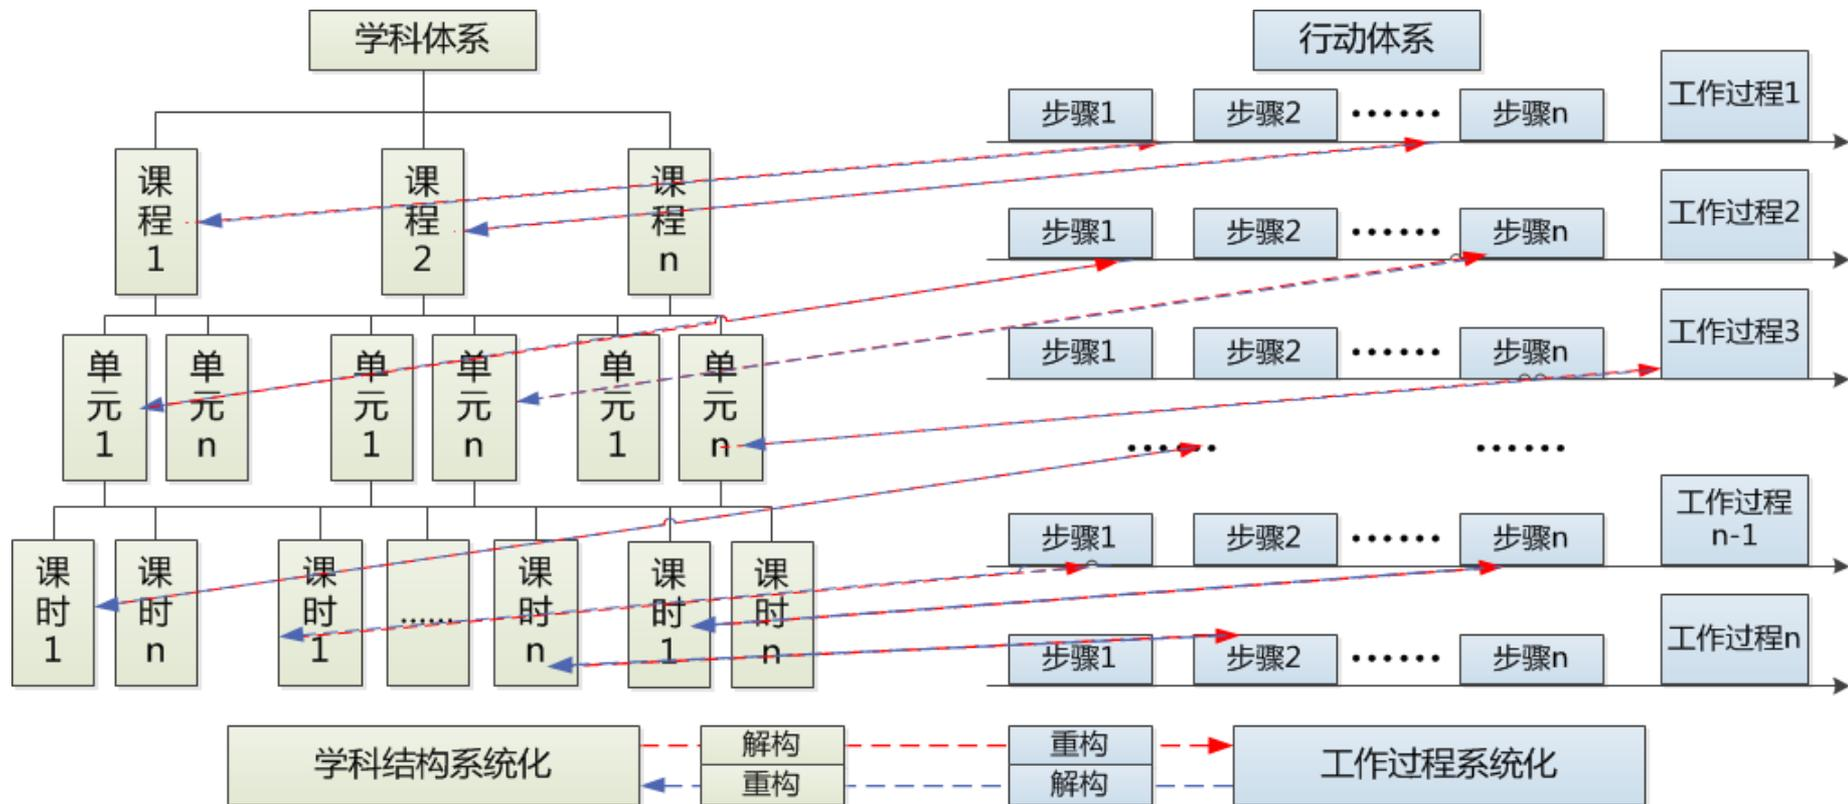 学科体系
行动体系
步骤1 步骤2 …… 步骤n 工作过程1
课程1 课程2 课程n
步骤1 步骤2 …… 步骤n 工作过程2
步骤1 步骤2 …… 步骤n 工作过程3
单元1 单元n 单元1 单元n 单元1 单元n
…… ……
步骤1 步骤2 …… 步骤n 工作过程n-1
课时1 课时n 课时1 …… 课时n 课时1 课时n
步骤1 步骤2 …… 步骤n 工作过程n
学科结构系统化
解构 重构
重构 解构
工作过程系统化